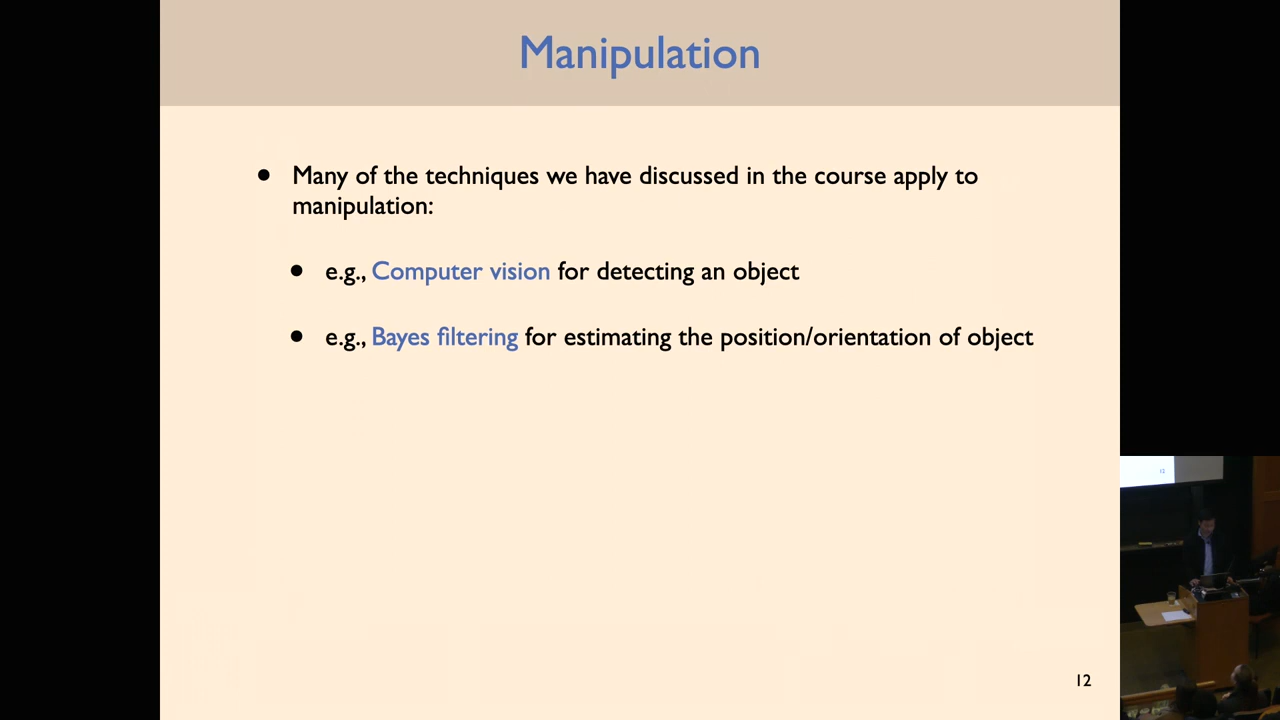 Manipulation
• Many of the techniques we have discussed in the course apply to
manipulation:
• e.g., Computer vision for detecting an object
• e.g., Bayes filtering for estimating the position/orientation of object
12
12